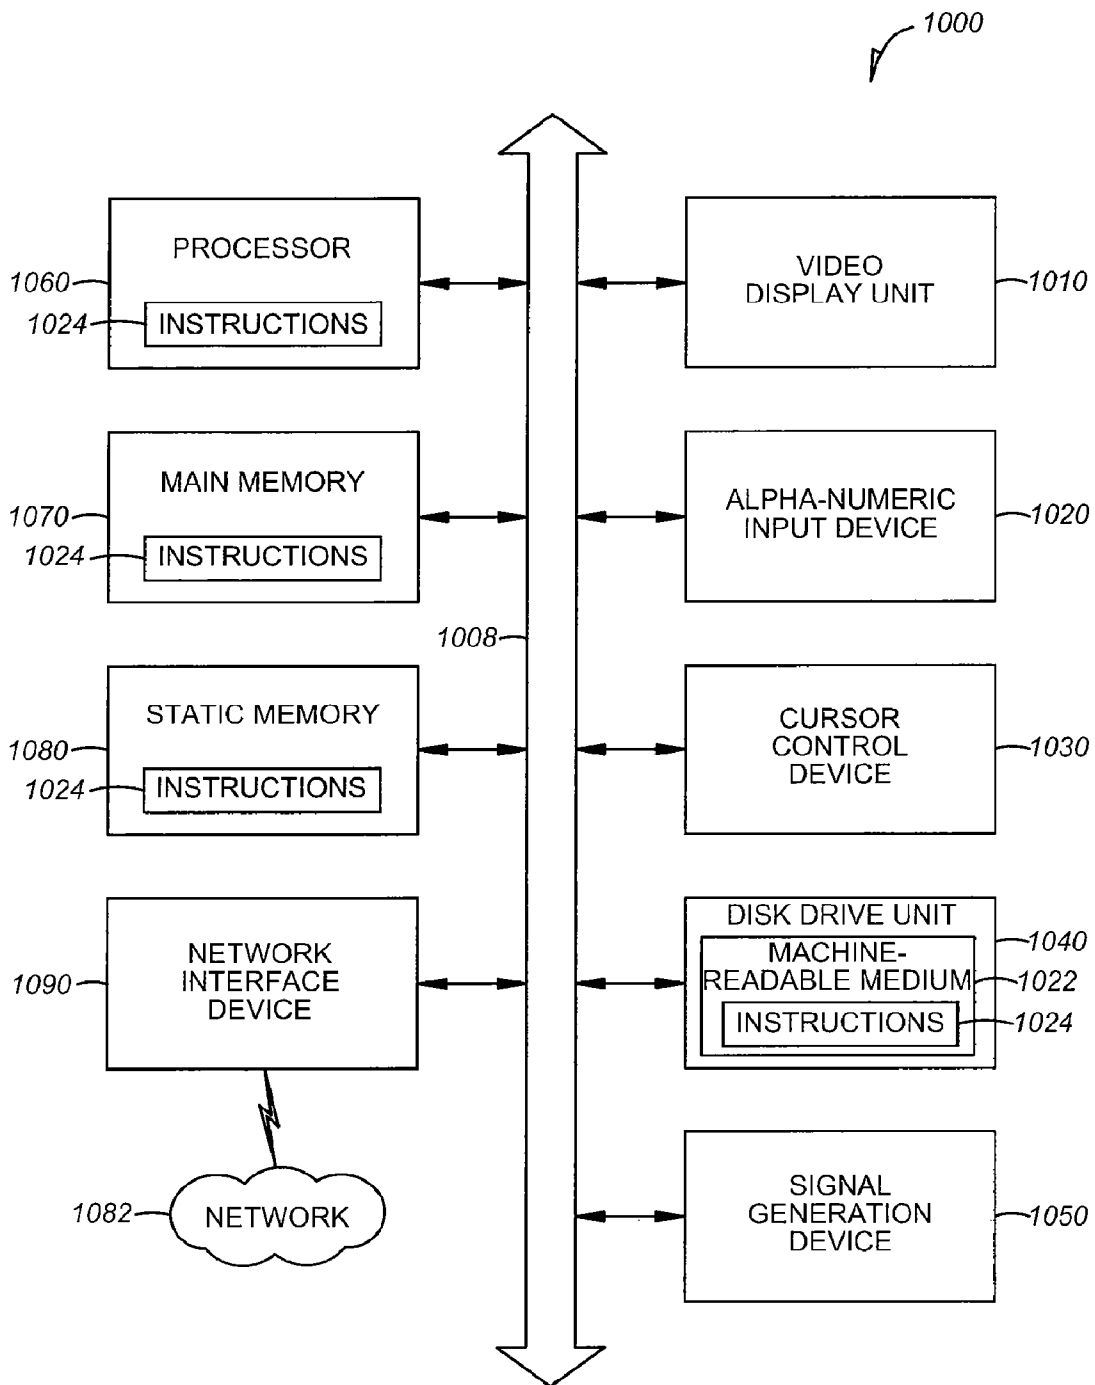 1000
PROCESSOR
1060
1024
INSTRUCTIONS
VIDEO
DISPLAY UNIT
1010
MAIN MEMORY
1070
1024
INSTRUCTIONS
ALPHA-NUMERIC
INPUT DEVICE
1020
1008
STATIC MEMORY
1080
1024
INSTRUCTIONS
CURSOR
CONTROL
DEVICE
1030
NETWORK
INTERFACE
DEVICE
1090
DISK DRIVE UNIT
1040
MACHINE-
READABLE MEDIUM
1022
INSTRUCTIONS
1024
1082
NETWORK
SIGNAL
GENERATION
DEVICE
1050